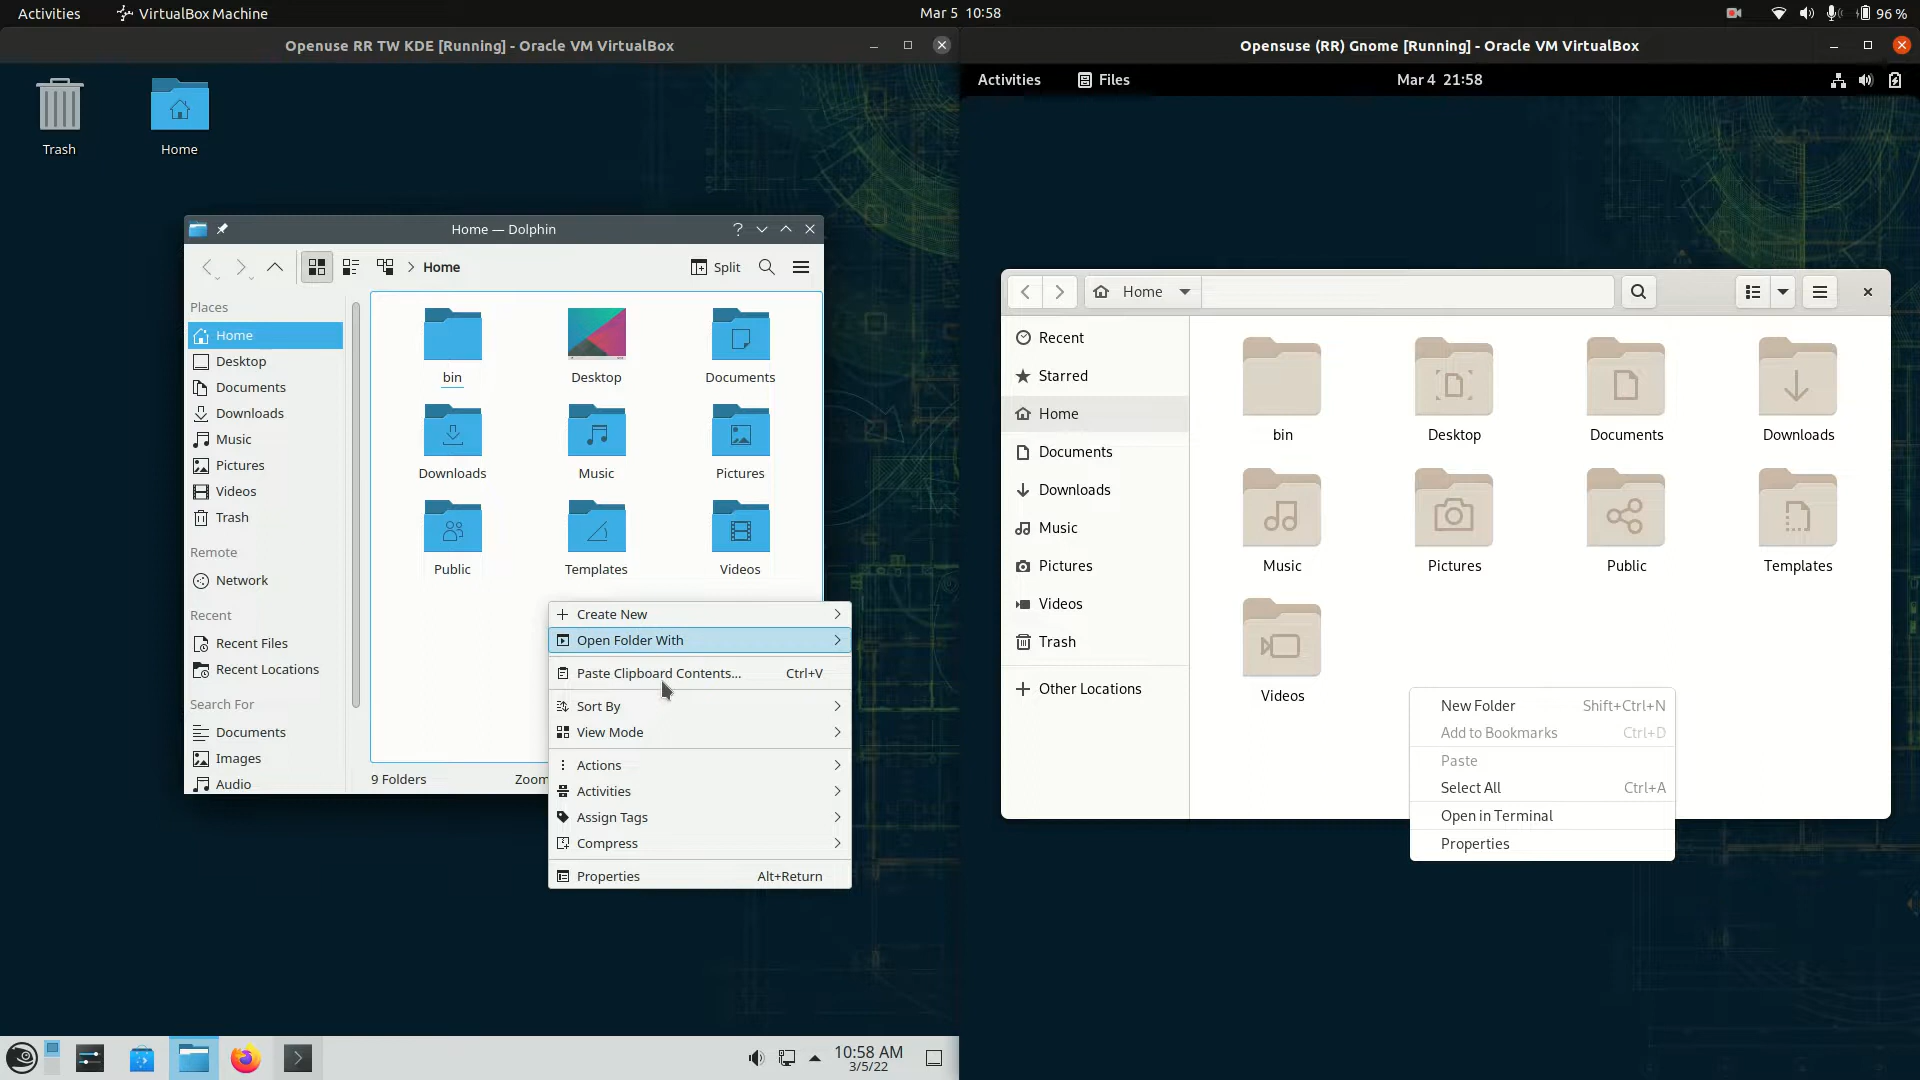 Activities
VirtualBox Machine
Mar 5 10:58
96 %
Openuse RR TW KDE [Running] - Oracle VM VirtualBox
Trash
Home
Home — Dolphin
Home
Split
Places
Home
Desktop
Documents
Downloads
Music
Pictures
Videos
Trash
Remote
Network
Recent
Recent Files
Recent Locations
Search For
Documents
Images
Audio
bin
Desktop
Documents
Downloads
Music
Pictures
Public
Templates
Videos
9 Folders
Zoom
Create New
Open Folder With
Paste Clipboard Contents... Ctrl+V
Sort By
View Mode
Actions
Activities
Assign Tags
Compress
Properties Alt+Return
10:58 AM
3/5/22
Opensuse (RR) Gnome [Running] - Oracle VM VirtualBox
Activities
Files
Mar 4 21:58
Home
Recent
Starred
Home
Documents
Downloads
Music
Pictures
Videos
Trash
Other Locations
bin
Desktop
Documents
Downloads
Music
Pictures
Public
Templates
Videos
New Folder Shift+Ctrl+N
Add to Bookmarks Ctrl+D
Paste
Select All Ctrl+A
Open in Terminal
Properties